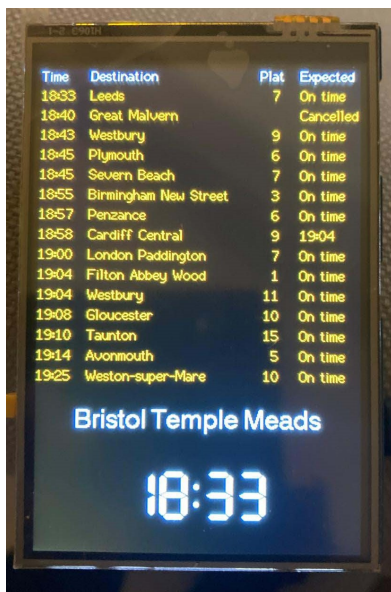 Time Destination Plat Expected
18:33 Leeds 7 On time
18:40 Great Malvern Cancelled
18:43 Westbury 9 On time
18:45 Plymouth 6 On time
18:45 Severn Beach 7 On time
18:55 Birmingham New Street 3 On time
18:57 Penzance 6 On time
18:58 Cardiff Central 9 19:04
19:00 London Paddington 7 On time
19:04 Filton Abbey Wood 1 On time
19:04 Westbury 11 On time
19:08 Gloucester 10 On time
19:10 Taunton 15 On time
19:14 Avonmouth 5 On time
19:25 Weston-super-Mare 10 On time
Bristol Temple Meads
18:33